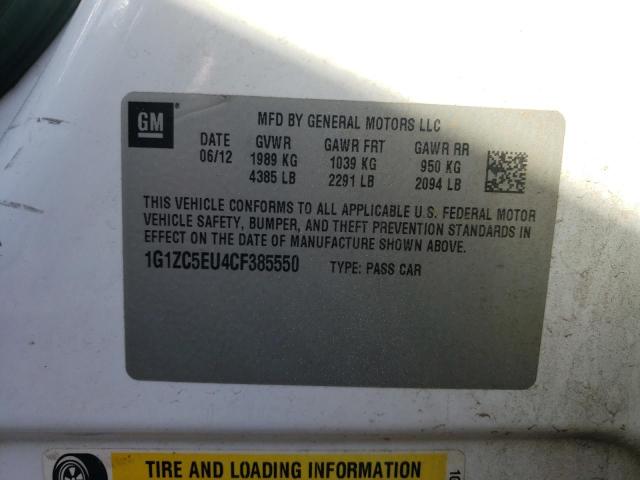 GM
MFD BY GENERAL MOTORS LLC
DATE GVWR GAWR FRT GAWR RR
06/12 1989 KG 1039 KG 950 KG
4385 LB 2291 LB 2094 LB
THIS VEHICLE CONFORMS TO ALL APPLICABLE U.S. FEDERAL MOTOR
VEHICLE SAFETY, BUMPER, AND THEFT PREVENTION STANDARDS IN
EFFECT ON THE DATE OF MANUFACTURE SHOWN ABOVE.
1G1ZC5EU4CF385550 TYPE: PASS CAR
TIRE AND LOADING INFORMATION